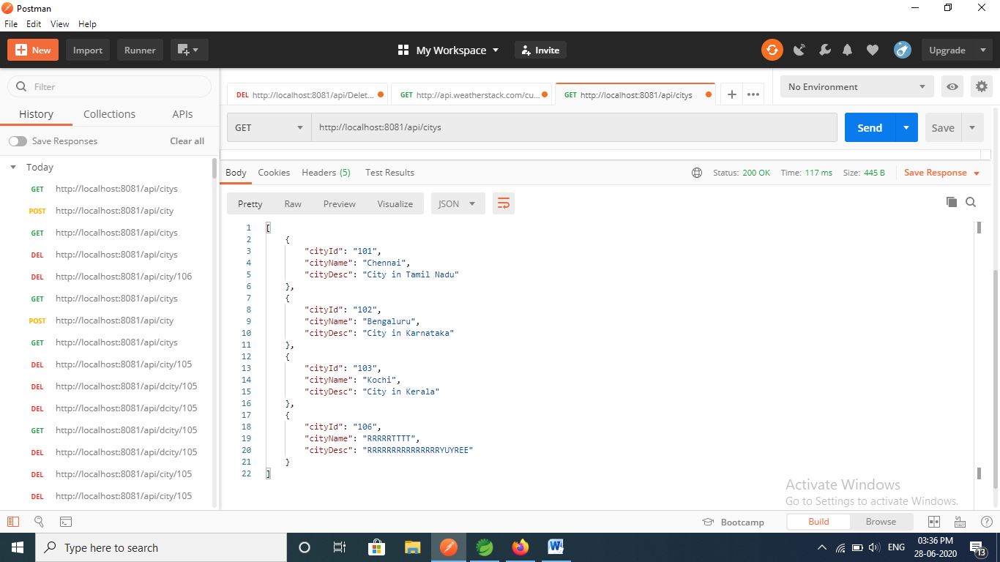 Postman
File Edit View Help
New Import Runner My Workspace Invite Upgrade
Filter
History Collections APIs
Save Responses Clear all
Today
GET http://localhost:8081/api/citys
POST http://localhost:8081/api/city
GET http://localhost:8081/api/citys
DEL http://localhost:8081/api/citys
DEL http://localhost:8081/api/city/106
GET http://localhost:8081/api/citys
POST http://localhost:8081/api/city
GET http://localhost:8081/api/citys
DEL http://localhost:8081/api/city/105
DEL http://localhost:8081/api/dcity/105
DEL http://localhost:8081/api/dcity/105
GET http://localhost:8081/api/dcity/105
DEL http://localhost:8081/api/dcity/105
DEL http://localhost:8081/api/city/105
DEL http://localhost:8081/api/city/105
DEL http://localhost:8081/api/Delet... GET http://api.weatherstack.com/cu... GET http://localhost:8081/api/citys No Environment
GET http://localhost:8081/api/citys Send Save
Body Cookies Headers (5) Test Results Status: 200 OK Time: 117 ms Size: 445 B Save Response
Pretty Raw Preview Visualize JSON
1 [
2 {
3 "cityId": "101",
4 "cityName": "Chennai",
5 "cityDesc": "City in Tamil Nadu"
6 },
7 {
8 "cityId": "102",
9 "cityName": "Bengaluru",
10 "cityDesc": "City in Karnataka"
11 },
12 {
13 "cityId": "103",
14 "cityName": "Kochi",
15 "cityDesc": "City in Kerala"
16 },
17 {
18 "cityId": "106",
19 "cityName": "RRRRRTTTT",
20 "cityDesc": "RRRRRRRRRRRRRRRYUYREE"
21 }
22 ]
Activate Windows
Go to Settings to activate Windows.
Bootcamp Build Browse
Type here to search
ENG
03:36 PM
28-06-2020
13